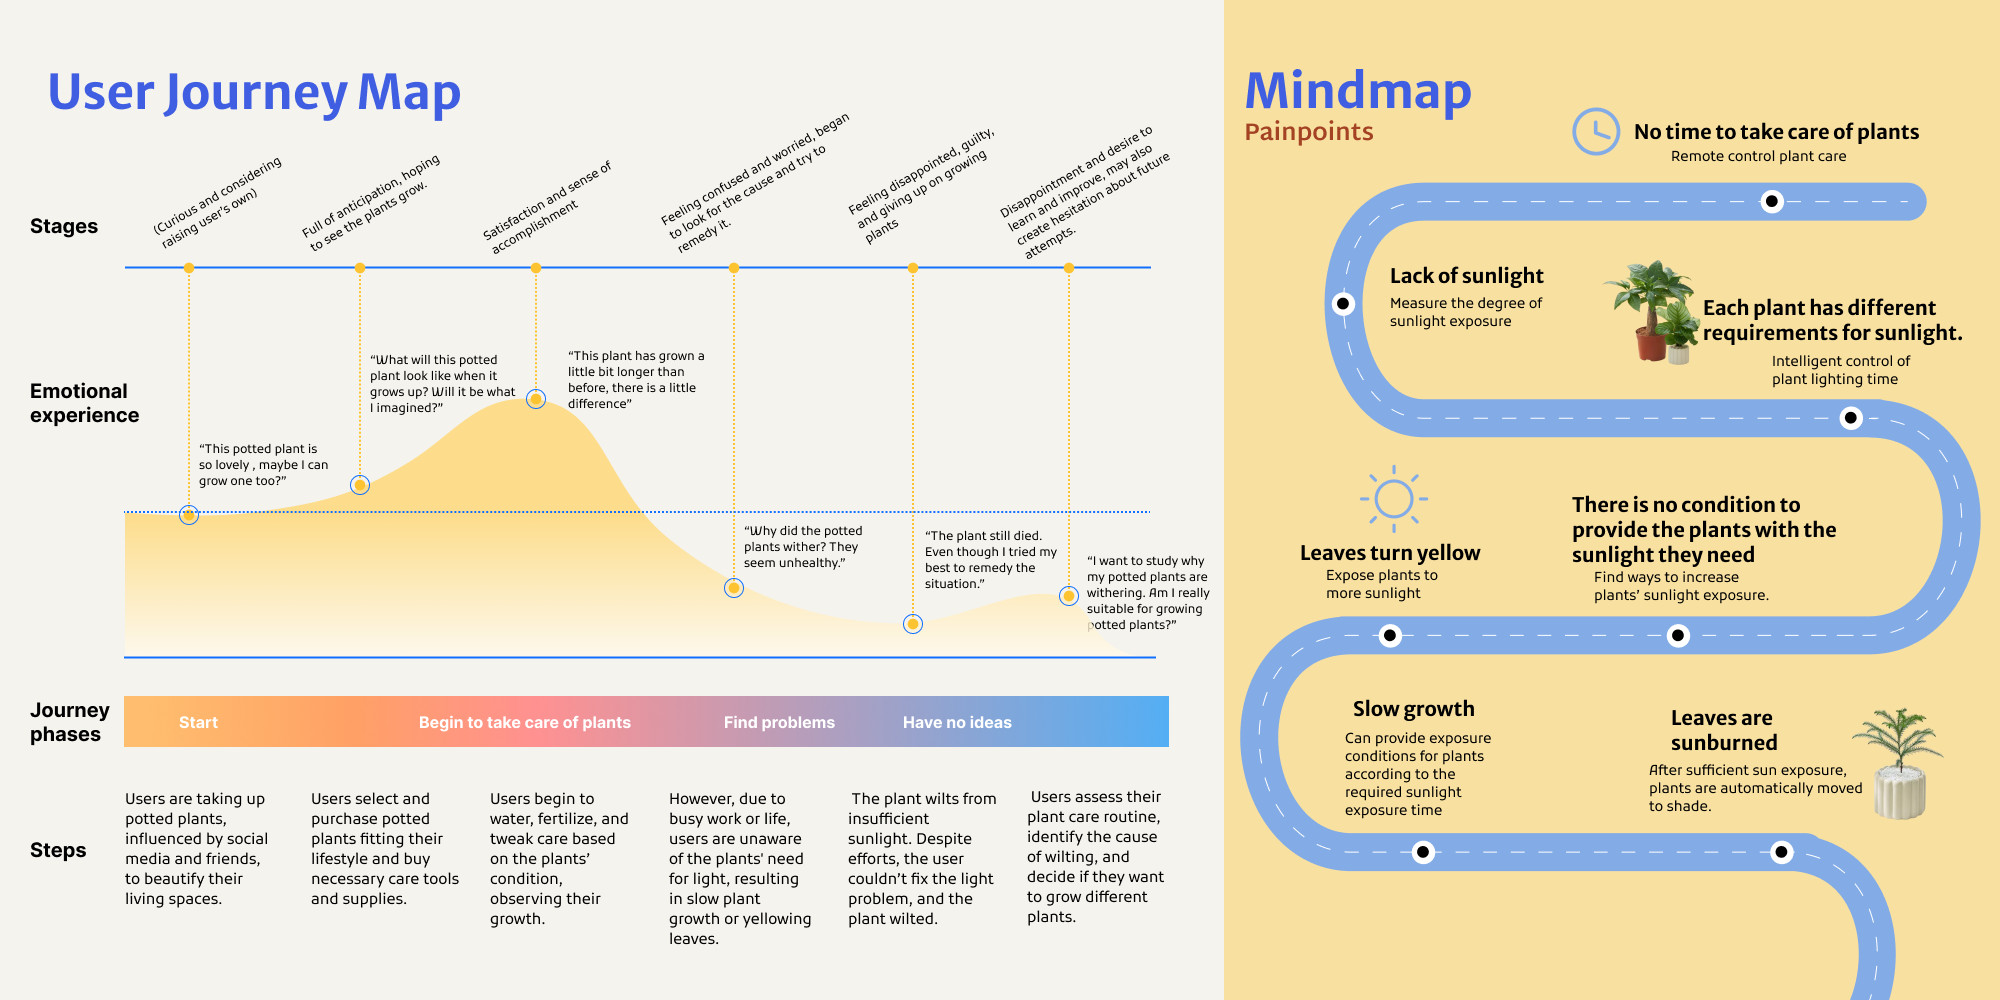 User Journey Map
Stages
(Curious and considering
raising user's own)
Full of anticipation, hoping
to see the plants grow.
Satisfaction and sense of
accomplishment
Feeling confused and worried, began
to look for the cause and try to
remedy it.
Feeling disappointed, guilty,
and giving up on growing
plants
Disappointment and desire to
learn and improve, may also
create hesitation about future
attempts.
Emotional
experience
“This potted plant is
so lovely , maybe I can
grow one too?”
“What will this potted
plant look like when it
grows up? Will it be what
I imagined?”
“This plant has grown a
little bit longer than
before, there is a little
difference”
“Why did the potted
plants wither? They
seem unhealthy.”
“The plant still died.
Even though I tried my
best to remedy the
situation.”
“I want to study why
my potted plants are
withering. Am I really
suitable for growing
potted plants?”
Journey
phases
Start
Begin to take care of plants
Find problems
Have no ideas
Steps
Users are taking up
potted plants,
influenced by social
media and friends,
to beautify their
living spaces.
Users select and
purchase potted
plants fitting their
lifestyle and buy
necessary care tools
and supplies.
Users begin to
water, fertilize, and
tweak care based
on the plants’
condition,
observing their
growth.
However, due to
busy work or life,
users are unaware
of the plants' need
for light, resulting
in slow plant
growth or yellowing
leaves.
The plant wilts from
insufficient
sunlight. Despite
efforts, the user
couldn’t fix the light
problem, and the
plant wilted.
Users assess their
plant care routine,
identify the cause
of wilting, and
decide if they want
to grow different
plants.
Mindmap
Painpoints
No time to take care of plants
Remote control plant care
Lack of sunlight
Measure the degree of
sunlight exposure
Each plant has different
requirements for sunlight.
Intelligent control of
plant lighting time
Leaves turn yellow
Expose plants to
more sunlight
There is no condition to
provide the plants with the
sunlight they need
Find ways to increase
plants’ sunlight exposure.
Slow growth
Can provide exposure
conditions for plants
according to the
required sunlight
exposure time
Leaves are
sunburned
After sufficient sun exposure,
plants are automatically moved
to shade.